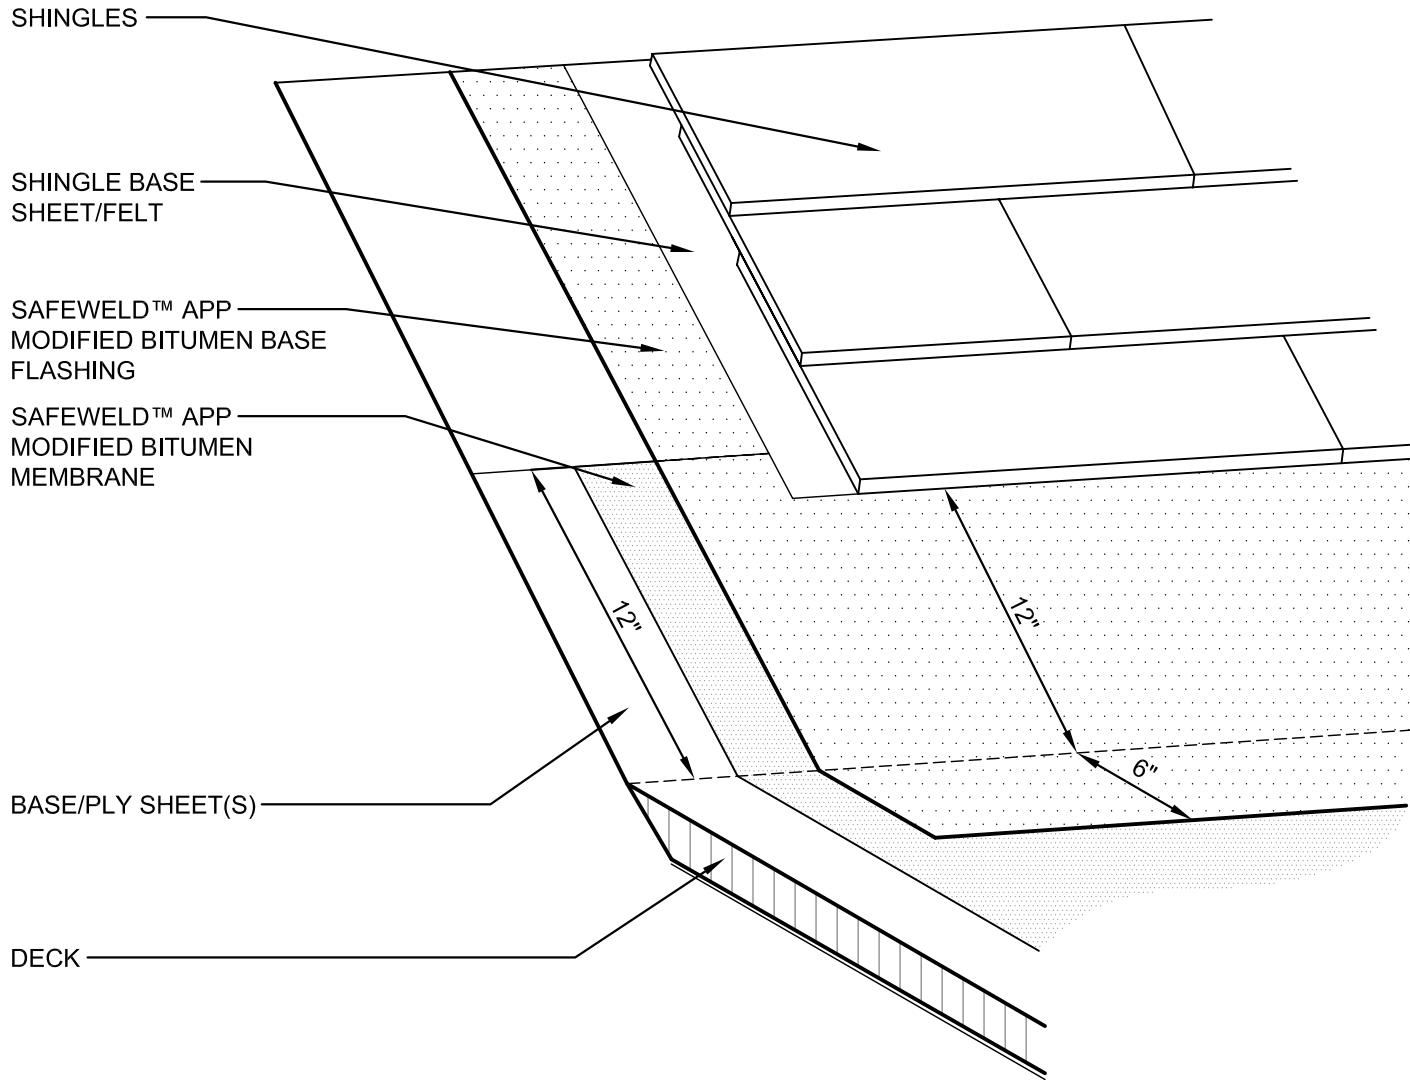 SHINGLES
SHINGLE BASE
SHEET/FELT
SAFEWELD™ APP
MODIFIED BITUMEN BASE
FLASHING
SAFEWELD™ APP
MODIFIED BITUMEN
MEMBRANE
12"
12"
6"
BASE/PLY SHEET(S)
DECK